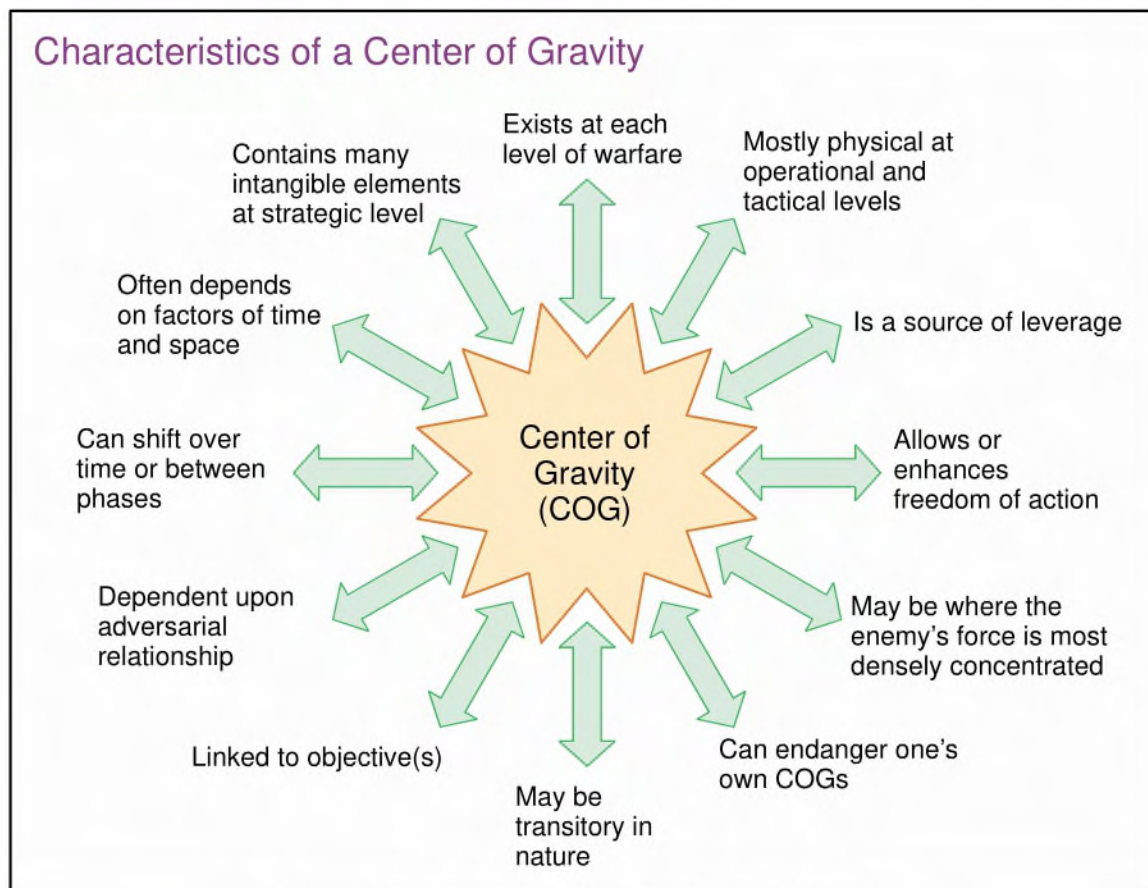 Characteristics of a Center of Gravity
Exists at each
level of warfare
Mostly physical at
operational and
tactical levels
Is a source of leverage
Allows or
enhances
freedom of action
May be where the
enemy’s force is most
densely concentrated
Can endanger one’s
own COGs
May be
transitory in
nature
Linked to objective(s)
Dependent upon
adversarial
relationship
Can shift over
time or between
phases
Often depends
on factors of time
and space
Contains many
intangible elements
at strategic level
Center of
Gravity
(COG)